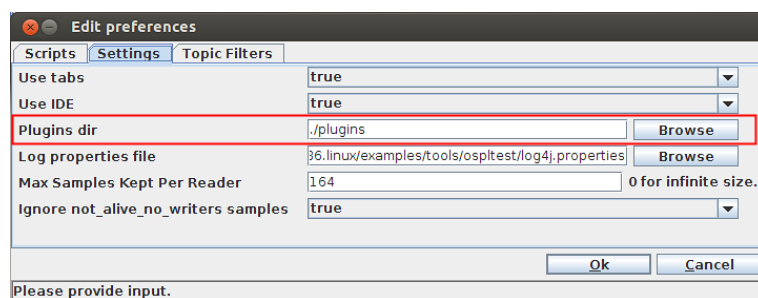 Edit preferences
Scripts Settings Topic Filters
Use tabs true
Use IDE true
Plugins dir ./plugins Browse
Log properties file 36.linux/examples/tools/ospltest/log4j.properties Browse
Max Samples Kept Per Reader 164 0 for infinite size.
Ignore not_alive_no_writers samples true
Ok Cancel
Please provide input.